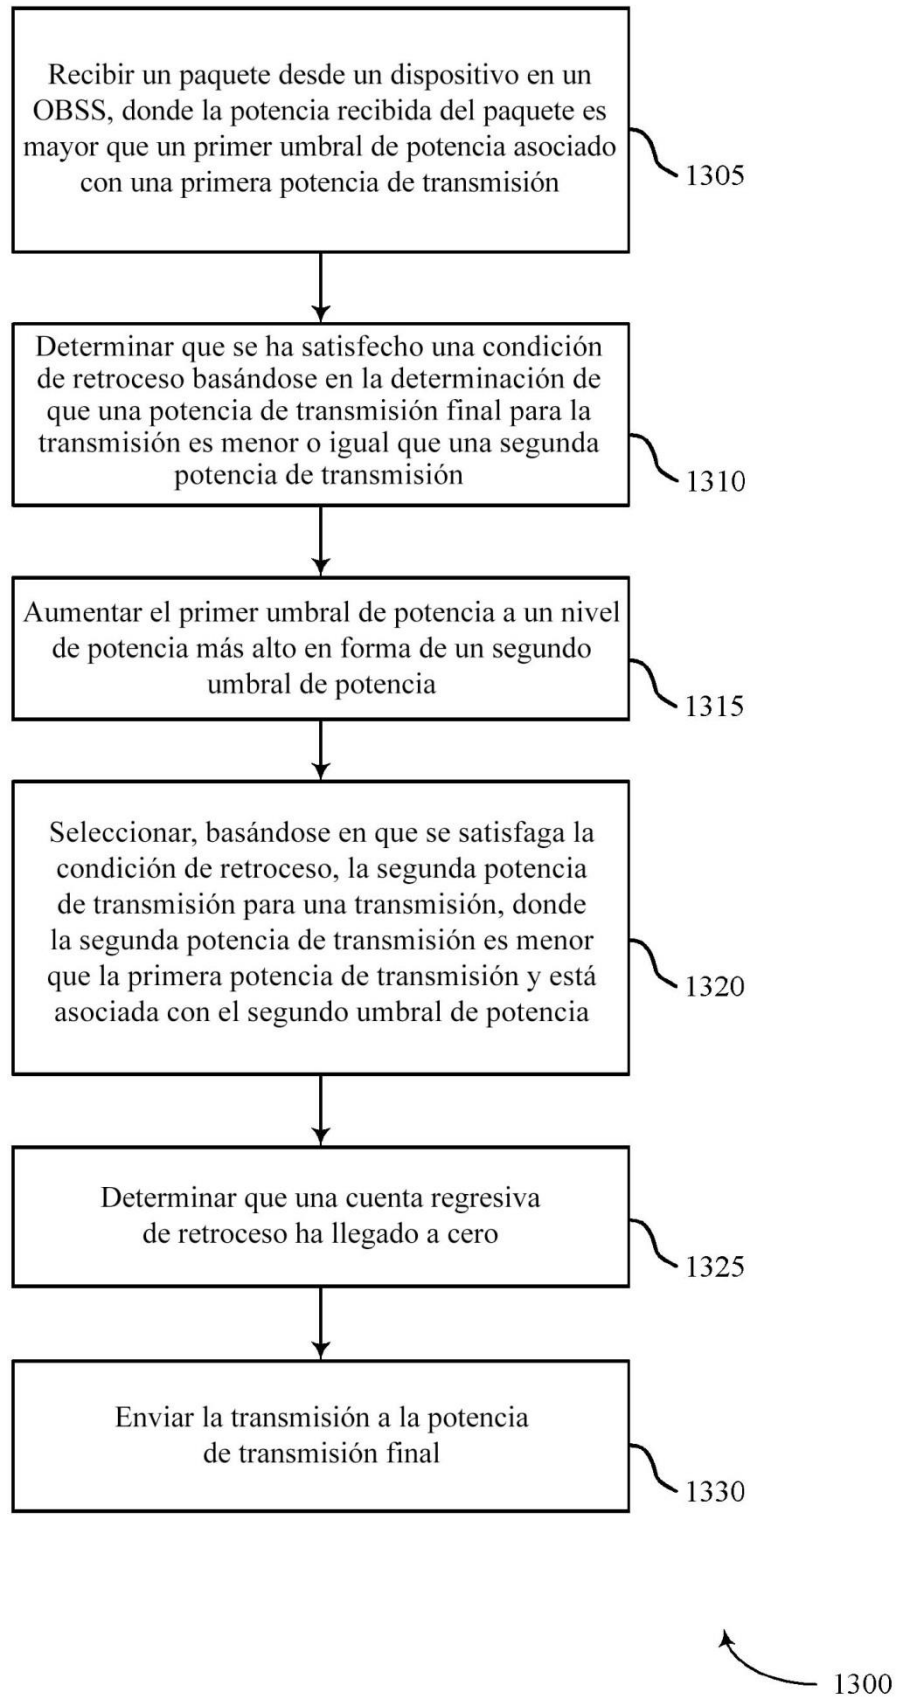 Recibir un paquete desde un dispositivo en un
OBSS, donde la potencia recibida del paquete es
mayor que un primer umbral de potencia asociado
con una primera potencia de transmisión
1305
Determinar que se ha satisfecho una condición
de retroceso basándose en la determinación de
que una potencia de transmisión final para la
transmisión es menor o igual que una segunda
potencia de transmisión
1310
Aumentar el primer umbral de potencia a un nivel
de potencia más alto en forma de un segundo
umbral de potencia
1315
Seleccionar, basándose en que se satisfaga la
condición de retroceso, la segunda potencia
de transmisión para una transmisión, donde
la segunda potencia de transmisión es menor
que la primera potencia de transmisión y está
asociada con el segundo umbral de potencia
1320
Determinar que una cuenta regresiva
de retroceso ha llegado a cero
1325
Enviar la transmisión a la potencia
de transmisión final
1330
1300